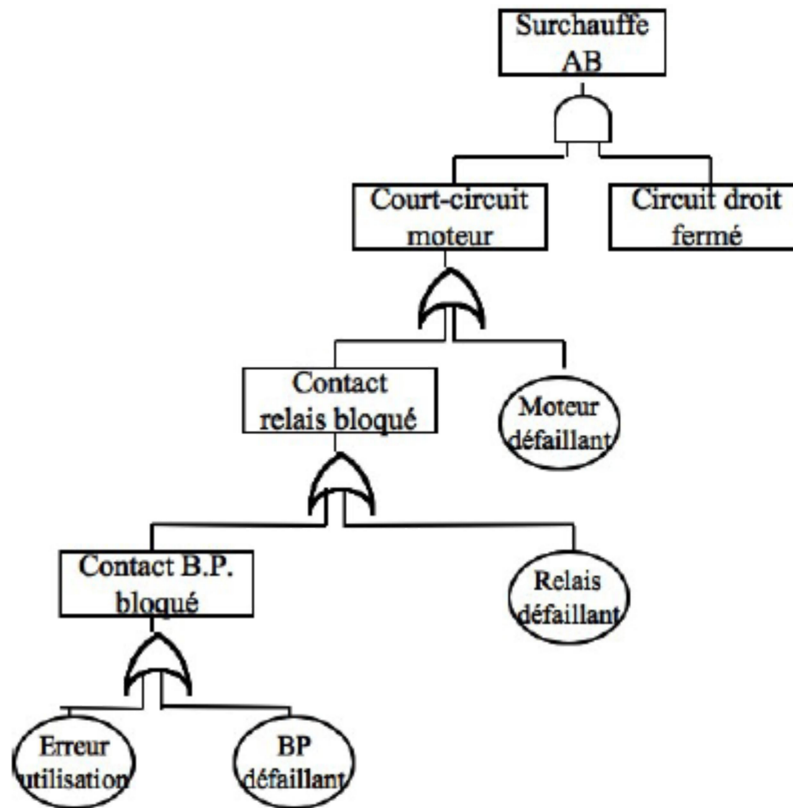 Surchauffe
AB
Court-circuit
moteur
Circuit droit
fermé
Contact
relais bloqué
Moteur
défaillant
Contact B.P.
bloqué
Relais
défaillant
Erreur
utilisation
BP
défaillant